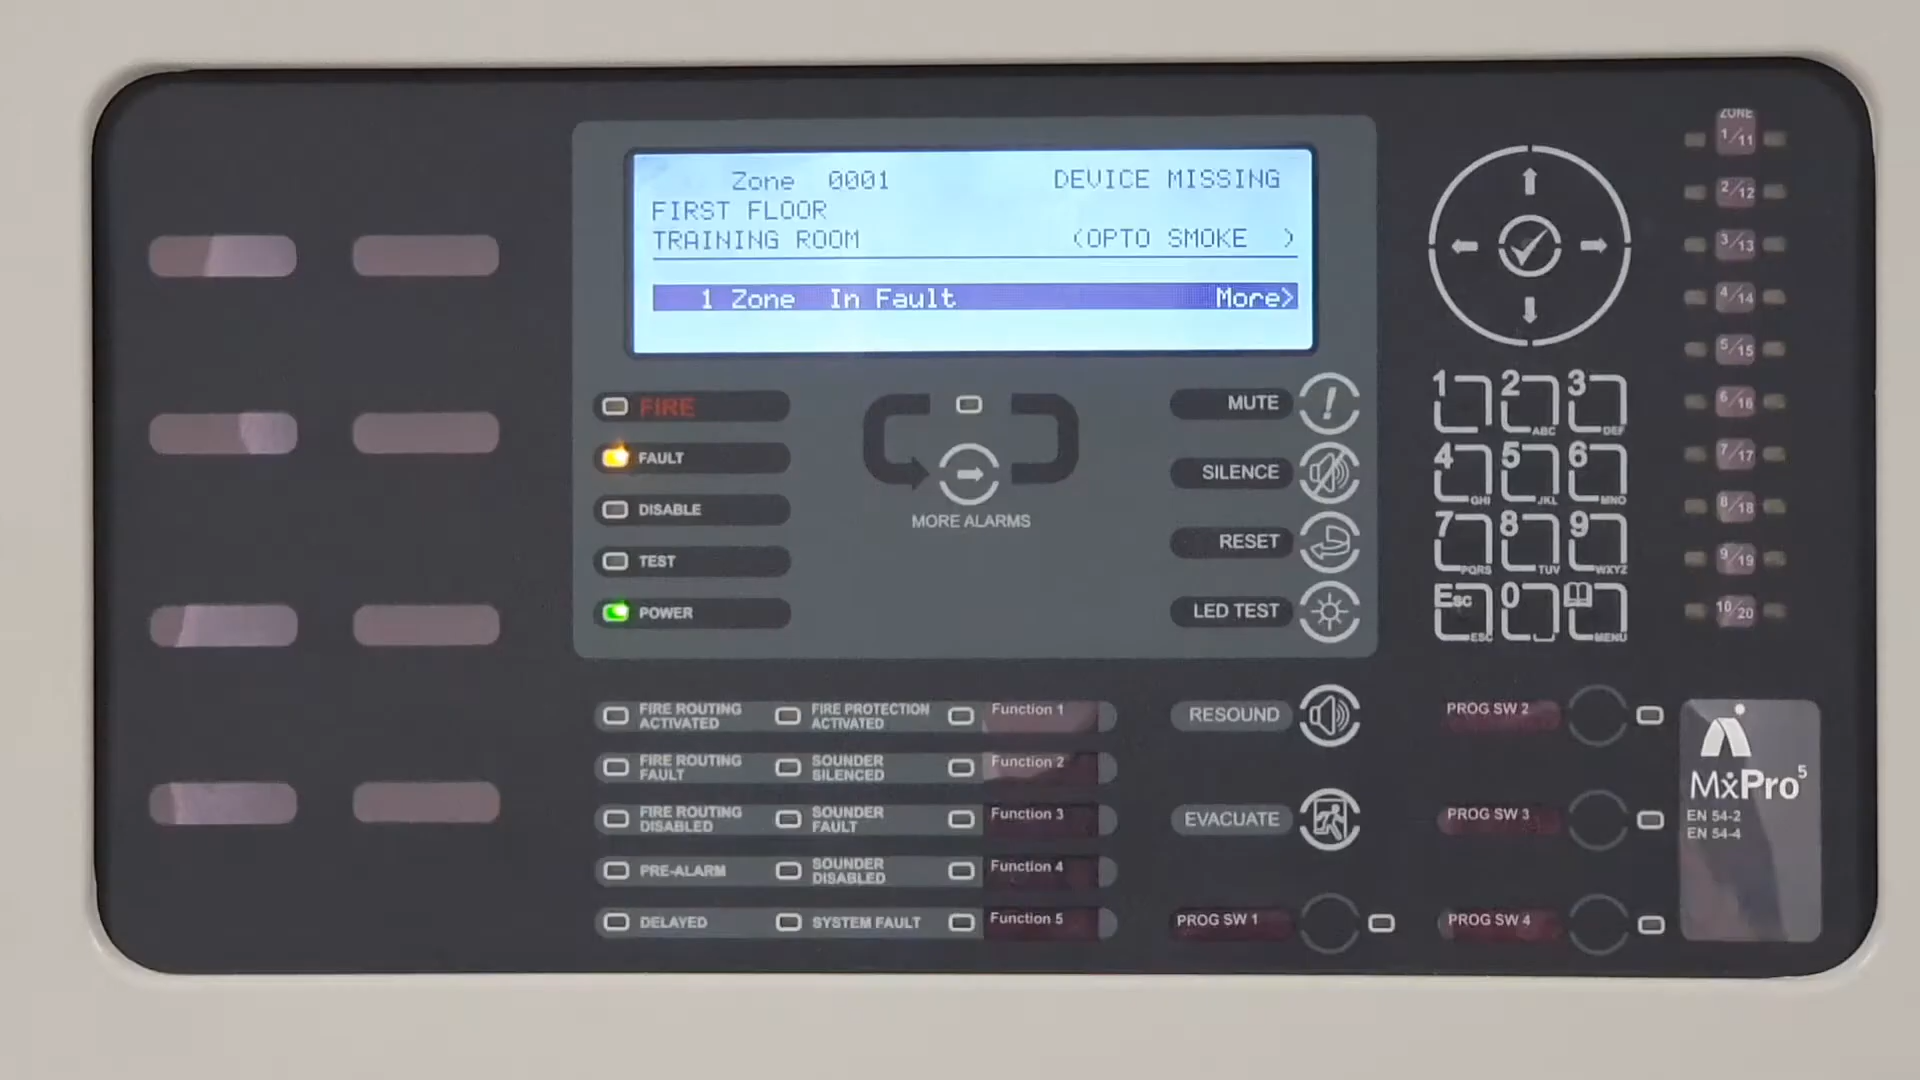 Zone 0001 DEVICE MISSING
FIRST FLOOR
TRAINING ROOM <OPTO SMOKE >
1 Zone In Fault More>
FIRE
FAULT
DISABLE
TEST
POWER
MORE ALARMS
MUTE
SILENCE
RESET
LED TEST
1
2 ABC
3 DEF
4 GHI
5 JKL
6 MNO
7 PQRS
8 TUV
9 WXYZ
Esc ESC
0
MENU
ZONE
1/11
2/12
3/13
4/14
5/15
6/16
7/17
8/18
9/19
10/20
FIRE ROUTING
ACTIVATED
FIRE PROTECTION
ACTIVATED
Function 1
FIRE ROUTING
FAULT
SOUNDER
SILENCED
Function 2
FIRE ROUTING
DISABLED
SOUNDER
FAULT
Function 3
PRE-ALARM
SOUNDER
DISABLED
Function 4
DELAYED
SYSTEM FAULT
Function 5
RESOUND
EVACUATE
PROG SW 1
PROG SW 2
PROG SW 3
PROG SW 4
MxPro5
EN 54-2
EN 54-4